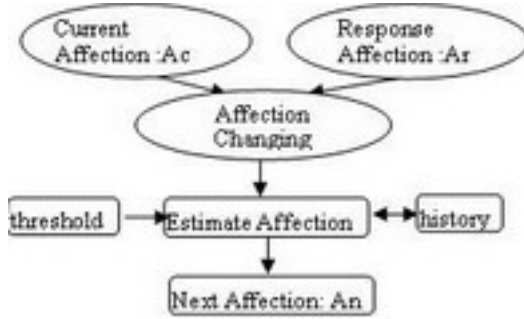 Current
Affection :Ac
Response
Affection :Ar
Affection
Changing
threshold
Estimate Affection
history
Next Affection: An